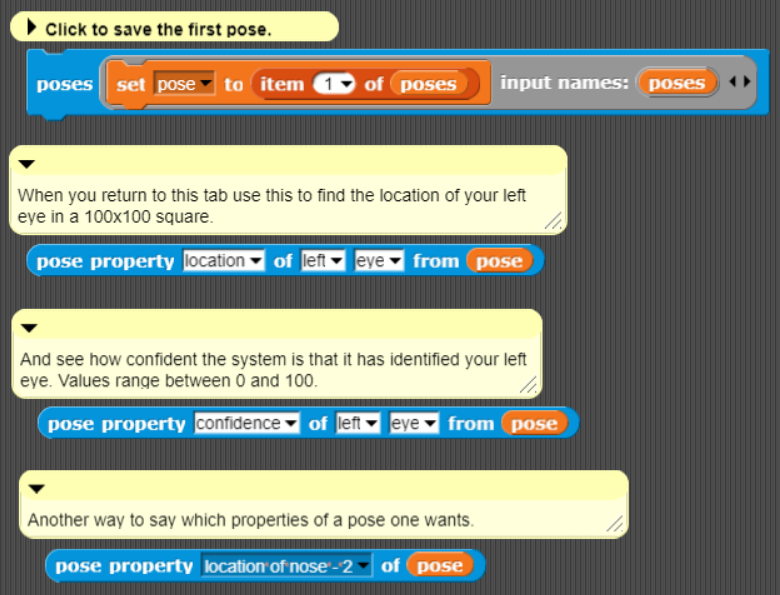 Click to save the first pose.
poses set pose to item 1 of poses input names: poses
When you return to this tab use this to find the location of your left
eye in a 100x100 square.
pose property location of left eye from pose
And see how confident the system is that it has identified your left
eye. Values range between 0 and 100.
pose property confidence of left eye from pose
Another way to say which properties of a pose one wants.
pose property location of nose - 2 of pose